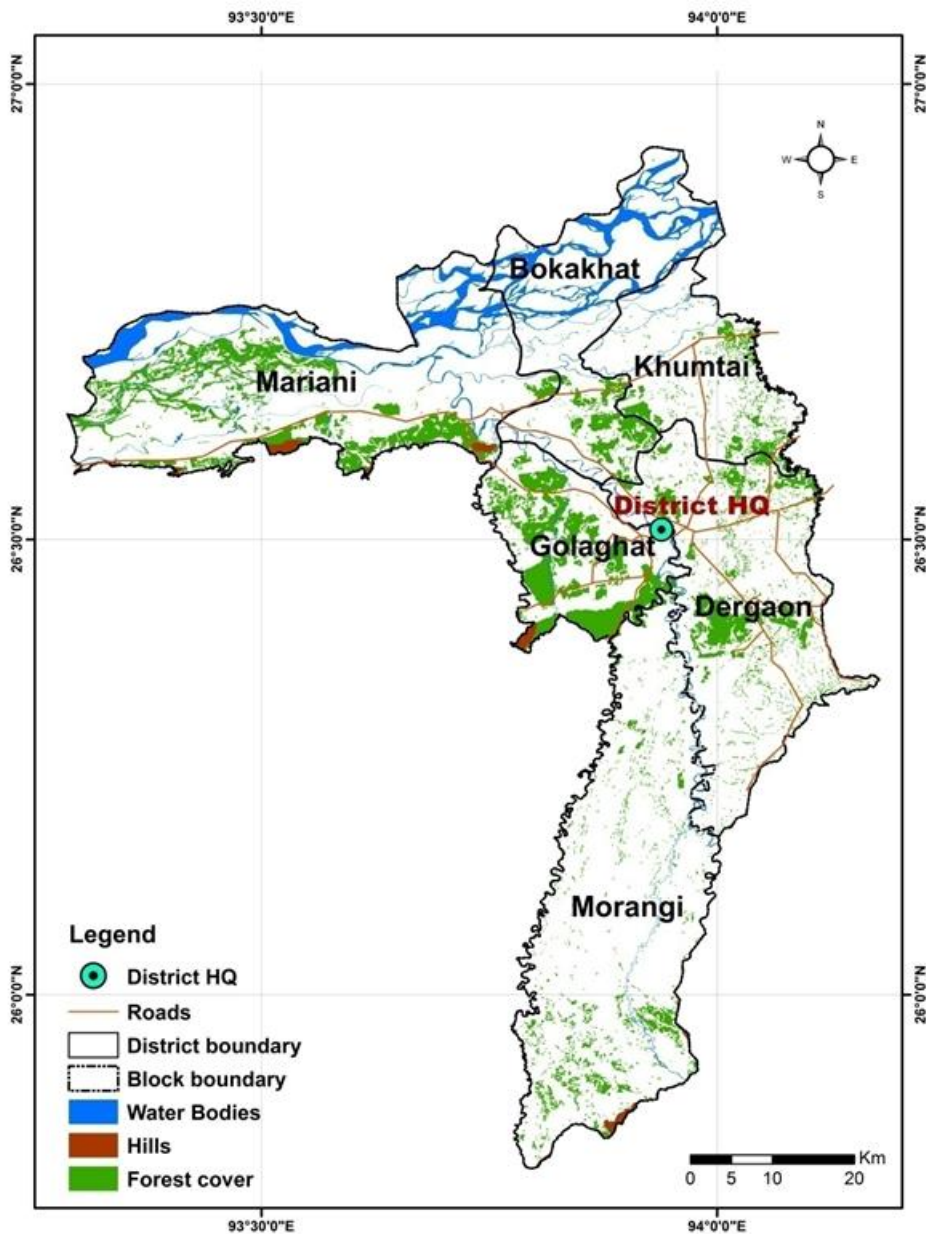 93°30'0"E
94°0'0"E
27°0'0"N
27°0'0"N
N
W
E
S
Bokakhat
Khumtai
Mariani
District HQ
26°30'0"N
26°30'0"N
Golaghat
Dergaon
Morangi
26°0'0"N
26°0'0"N
Legend
District HQ
Roads
District boundary
Block boundary
Water Bodies
Hills
Forest cover
Km
0 5 10 20
93°30'0"E
94°0'0"E